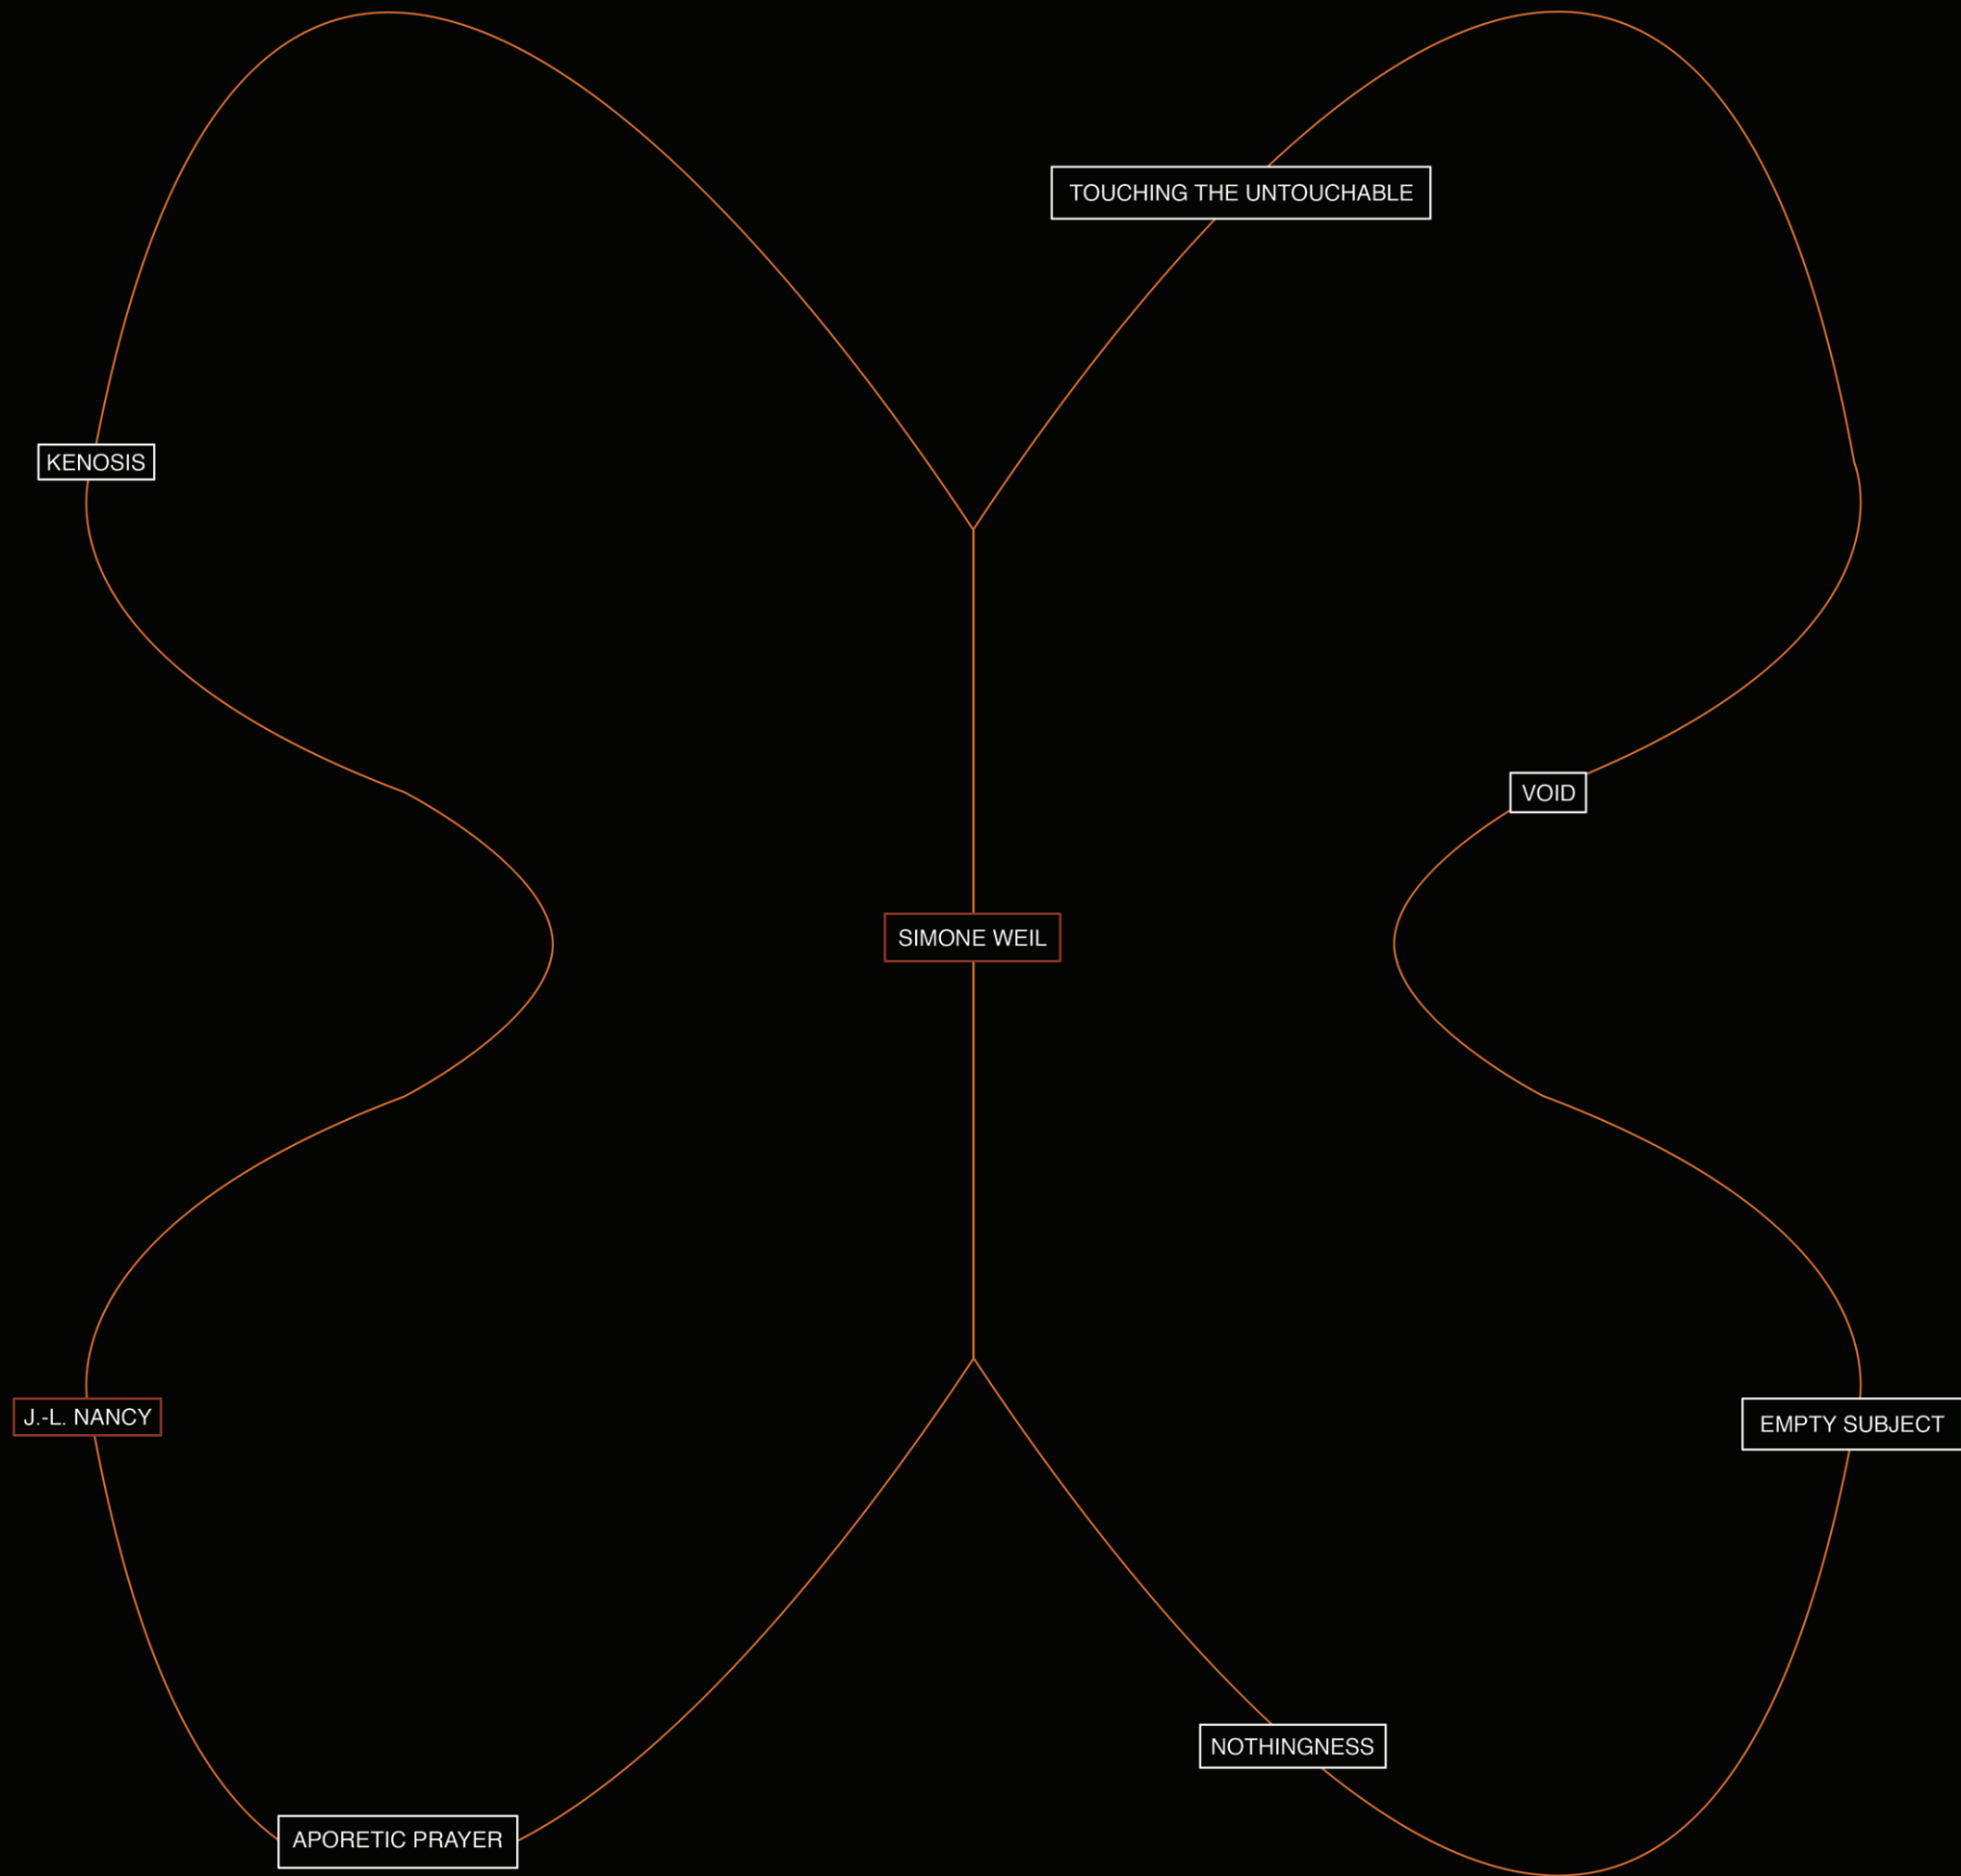 TOUCHING THE UNTOUCHABLE
KENOSIS
VOID
SIMONE WEIL
J.-L. NANCY
EMPTY SUBJECT
NOTHINGNESS
APORETIC PRAYER